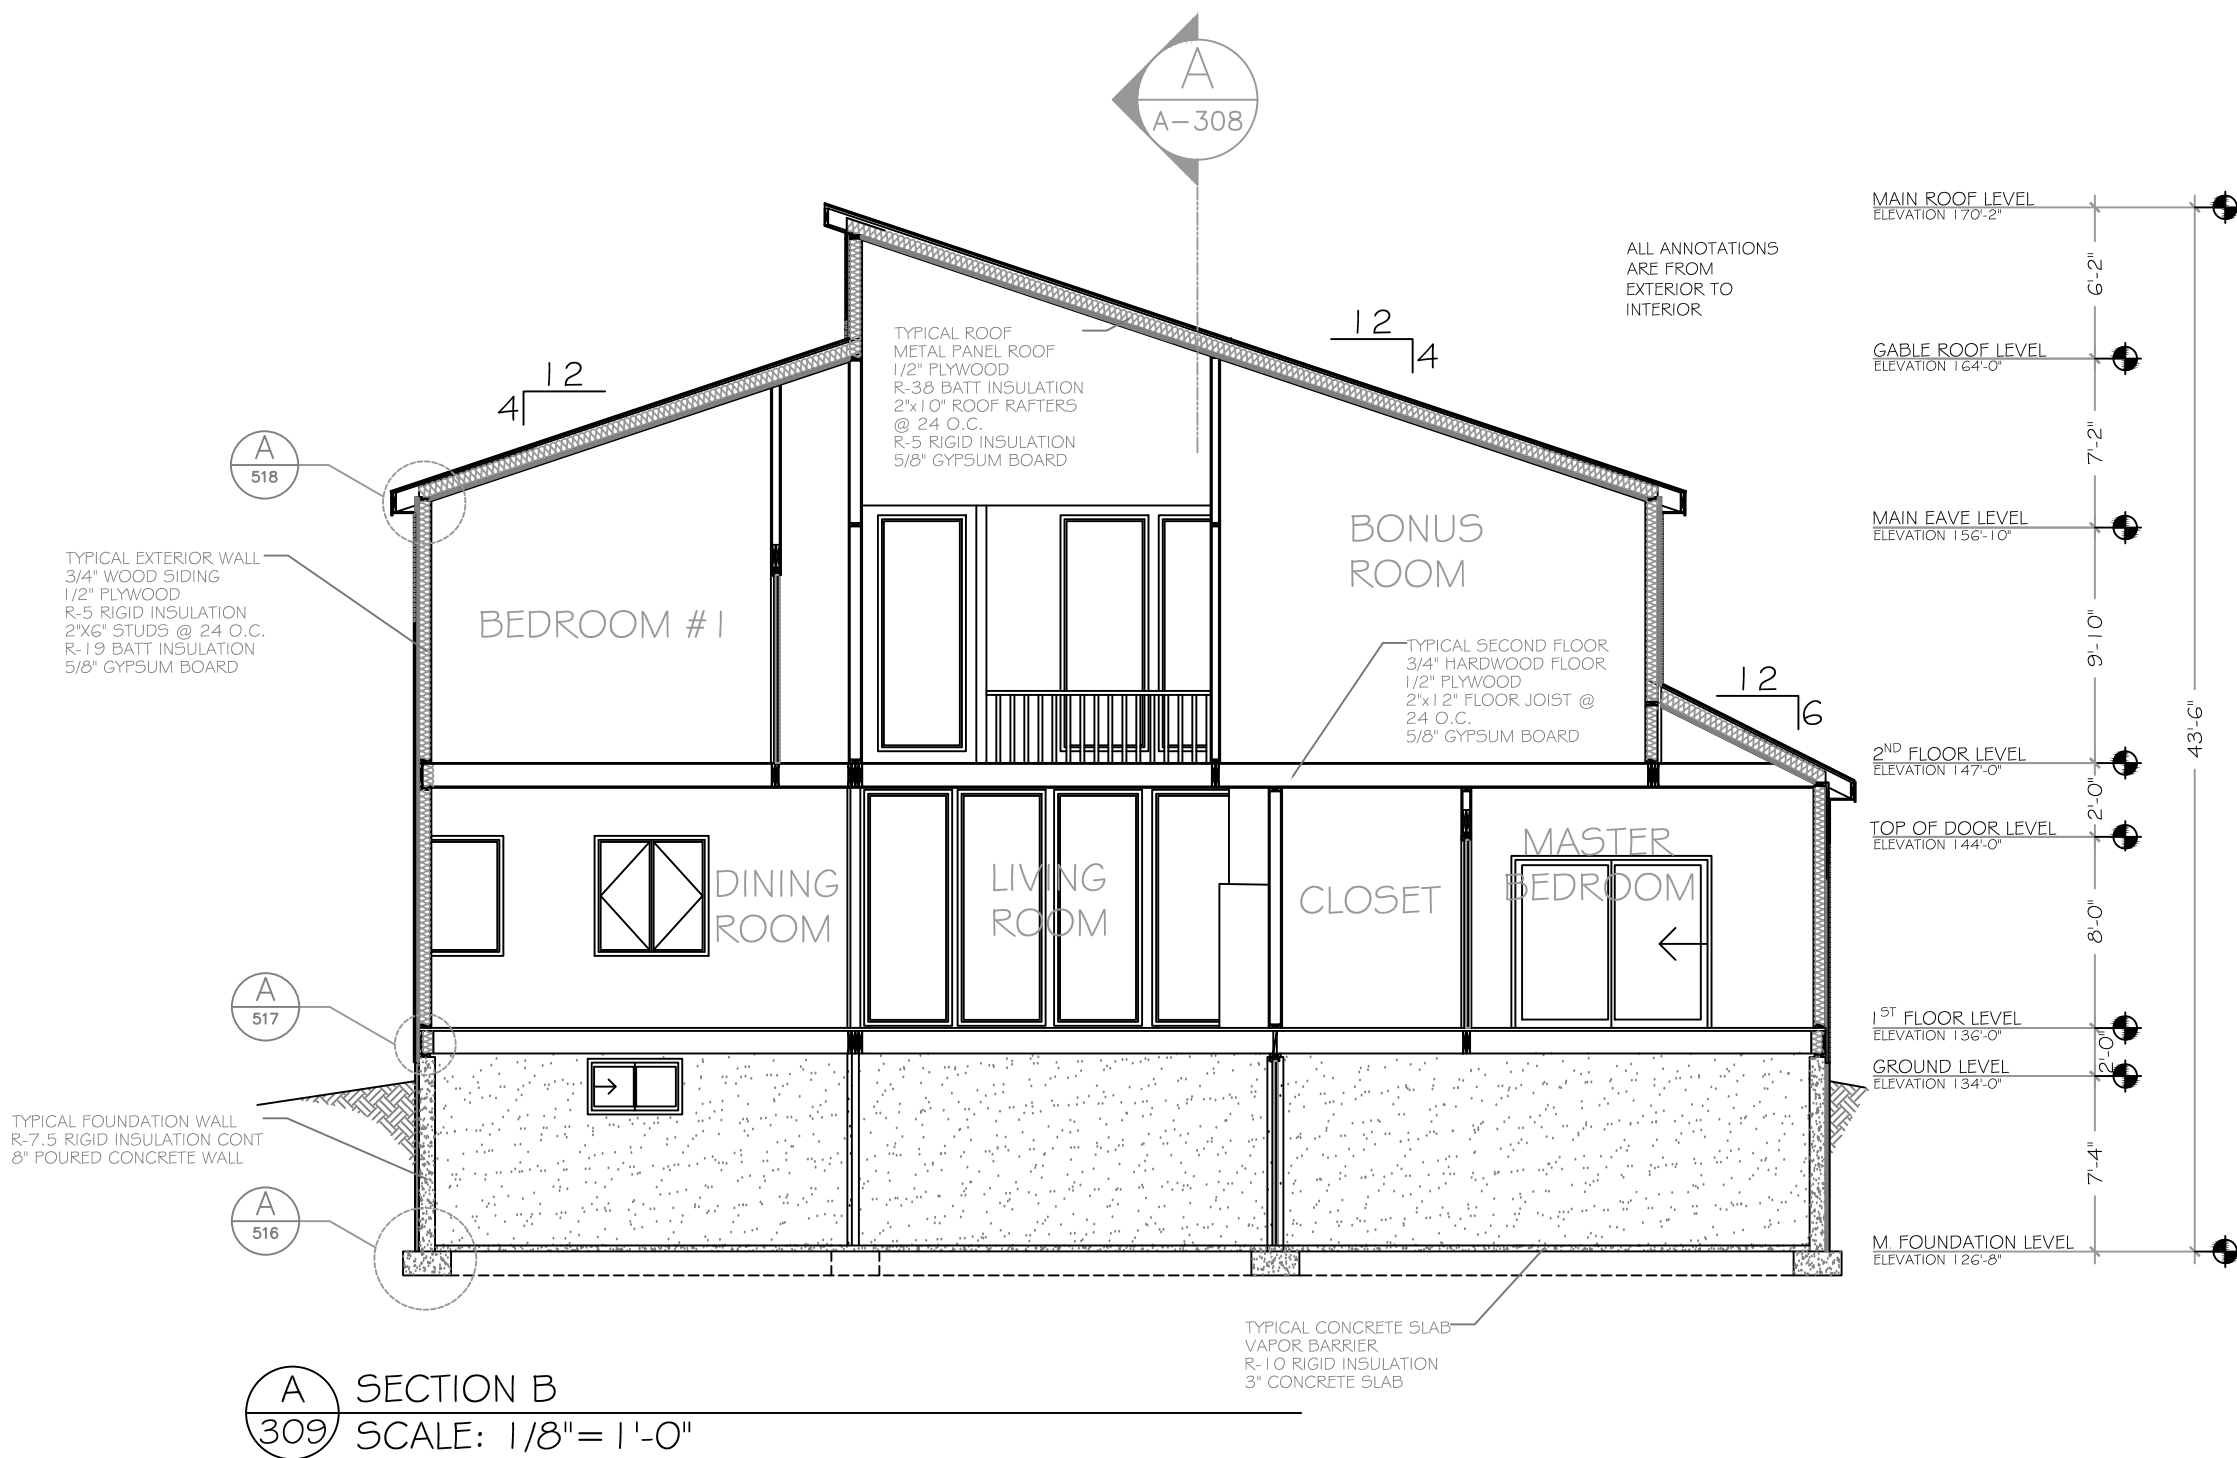 A
A-308
MAIN ROOF LEVEL
ELEVATION 170'-2"
ALL ANNOTATIONS
ARE FROM
EXTERIOR TO
INTERIOR
6'-2"
TYPICAL ROOF
METAL PANEL ROOF
1/2" PLYWOOD
R-38 BATT INSULATION
2"x10" ROOF RAFTERS
@ 24 O.C.
R-5 RIGID INSULATION
5/8" GYPSUM BOARD
12
4
GABLE ROOF LEVEL
ELEVATION 164'-0"
12
4
7'-2"
A
518
MAIN EAVE LEVEL
ELEVATION 156'-10"
TYPICAL EXTERIOR WALL
3/4" WOOD SIDING
1/2" PLYWOOD
R-5 RIGID INSULATION
2"X6" STUDS @ 24 O.C.
R-19 BATT INSULATION
5/8" GYPSUM BOARD
BEDROOM #1
BONUS
ROOM
9'-10"
TYPICAL SECOND FLOOR
3/4" HARDWOOD FLOOR
1/2" PLYWOOD
2"x12" FLOOR JOIST @
24 O.C.
5/8" GYPSUM BOARD
12
6
43'-6"
2ND FLOOR LEVEL
ELEVATION 147'-0"
2'-0"
TOP OF DOOR LEVEL
ELEVATION 144'-0"
DINING
ROOM
LIVING
ROOM
CLOSET
MASTER
BEDROOM
8'-0"
A
517
1ST FLOOR LEVEL
ELEVATION 136'-0"
2'-0"
GROUND LEVEL
ELEVATION 134'-0"
TYPICAL FOUNDATION WALL
R-7.5 RIGID INSULATION CONT
8" POURED CONCRETE WALL
7'-4"
A
516
M. FOUNDATION LEVEL
ELEVATION 126'-8"
TYPICAL CONCRETE SLAB
VAPOR BARRIER
R-10 RIGID INSULATION
3" CONCRETE SLAB
A
309
SECTION B
SCALE: 1/8"=1'-0"